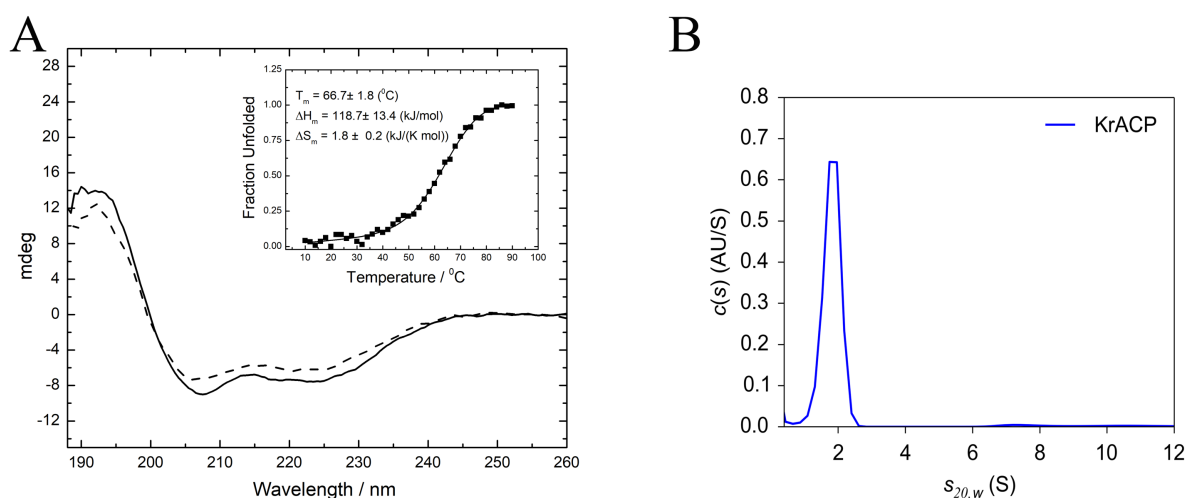 A
mdeg
28
24
20
16
12
8
4
0
-4
-8
-12
190 200 210 220 230 240 250 260
Wavelength / nm
Fraction Unfolded
1.25
1.00
0.75
0.50
0.25
0.00
0 10 20 30 40 50 60 70 80 90 100
Temperature / ⁰C
Tₘ = 66.7± 1.8 (⁰C)
ΔHₘ = 118.7± 13.4 (kJ/mol)
ΔSₘ = 1.8 ± 0.2 (kJ/(K mol))
B
c(s) (AU/S)
0.8
0.7
0.6
0.5
0.4
0.3
0.2
0.1
0.0
2 4 6 8 10 12
s20,w (S)
KrACP